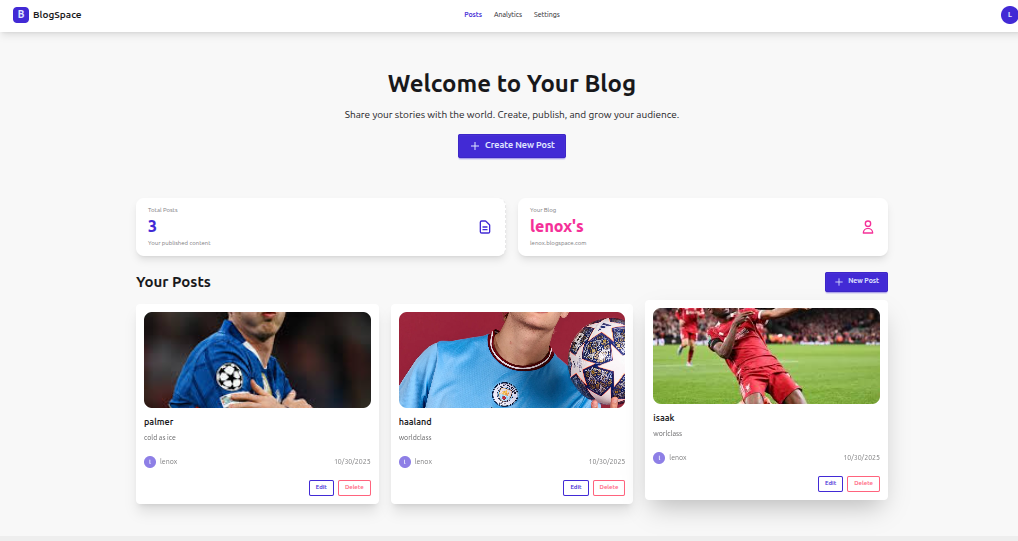 B BlogSpace
Posts Analytics Settings
L
Welcome to Your Blog
Share your stories with the world. Create, publish, and grow your audience.
+ Create New Post
Total Posts
3
Your published content
Your Blog
lenox's
lenox.blogspace.com
Your Posts
+ New Post
palmer
cold as ice
l lenox 10/30/2025
Edit Delete
haaland
worldclass
l lenox 10/30/2025
Edit Delete
isaak
worlclass
l lenox 10/30/2025
Edit Delete